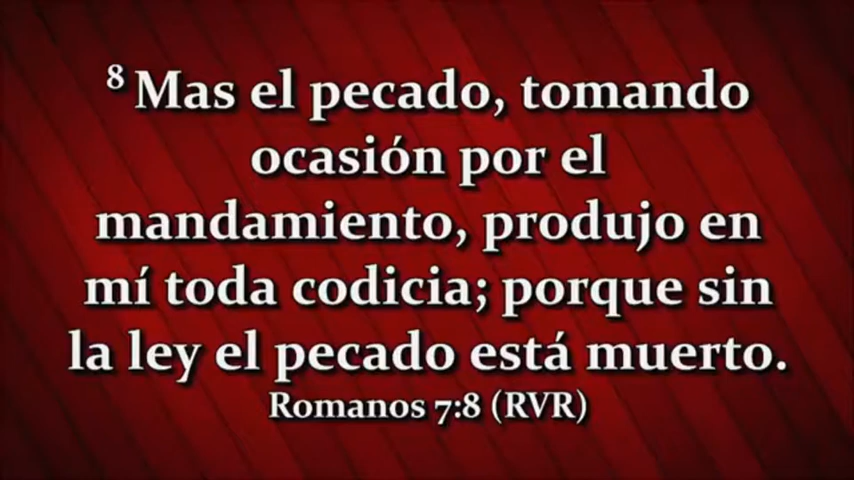 8 Mas el pecado, tomando
ocasión por el
mandamiento, produjo en
mí toda codicia; porque sin
la ley el pecado está muerto.
Romanos 7:8 (RVR)